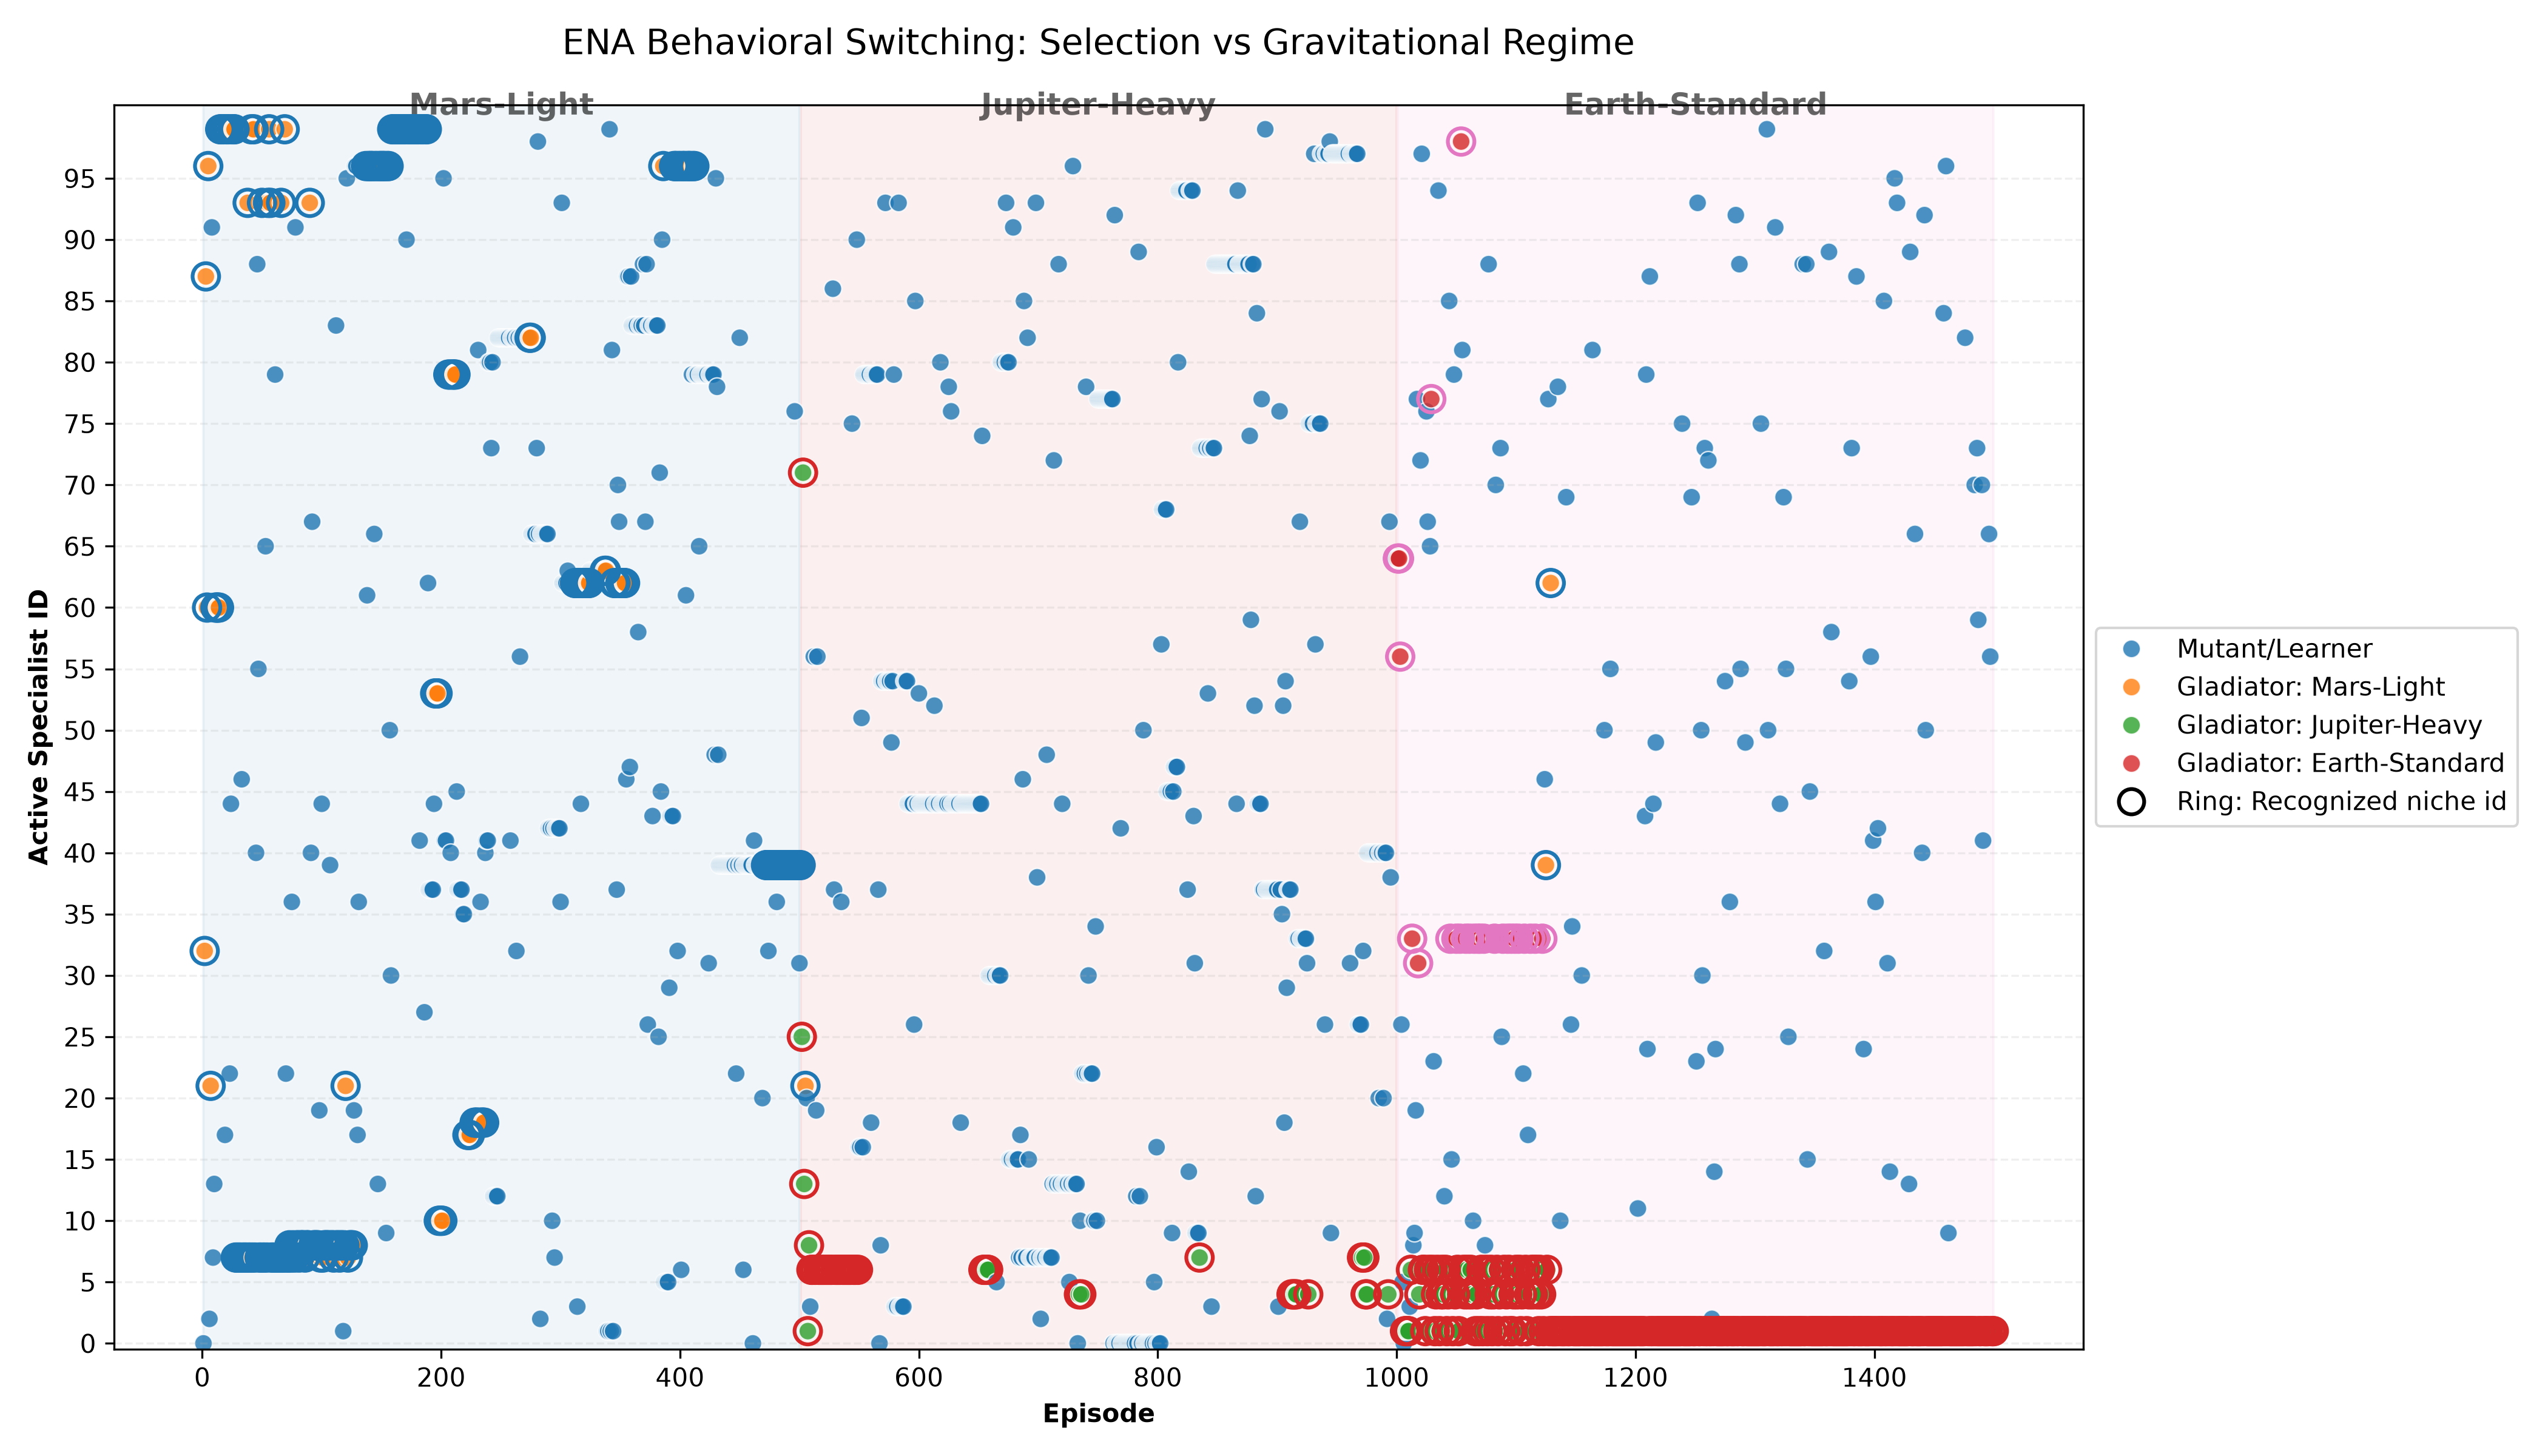 ENA Behavioral Switching: Selection vs Gravitational Regime
Mars-Light
Jupiter-Heavy
Earth-Standard
Active Specialist ID
95
90
85
80
75
70
65
60
55
50
45
40
35
30
25
20
15
10
5
0
0
200
400
600
800
1000
1200
1400
Episode
Mutant/Learner
Gladiator: Mars-Light
Gladiator: Jupiter-Heavy
Gladiator: Earth-Standard
Ring: Recognized niche id